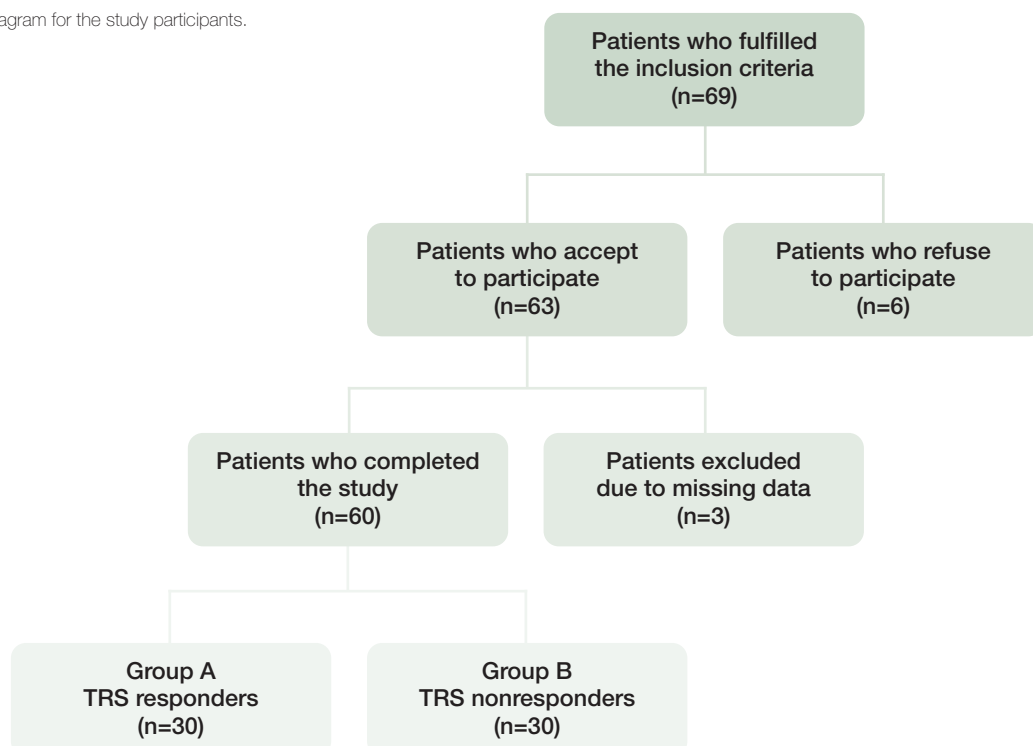 agram for the study participants.
Patients who fulfilled
the inclusion criteria
(n=69)
Patients who accept
to participate
(n=63)
Patients who refuse
to participate
(n=6)
Patients who completed
the study
(n=60)
Patients excluded
due to missing data
(n=3)
Group A
TRS responders
(n=30)
Group B
TRS nonresponders
(n=30)